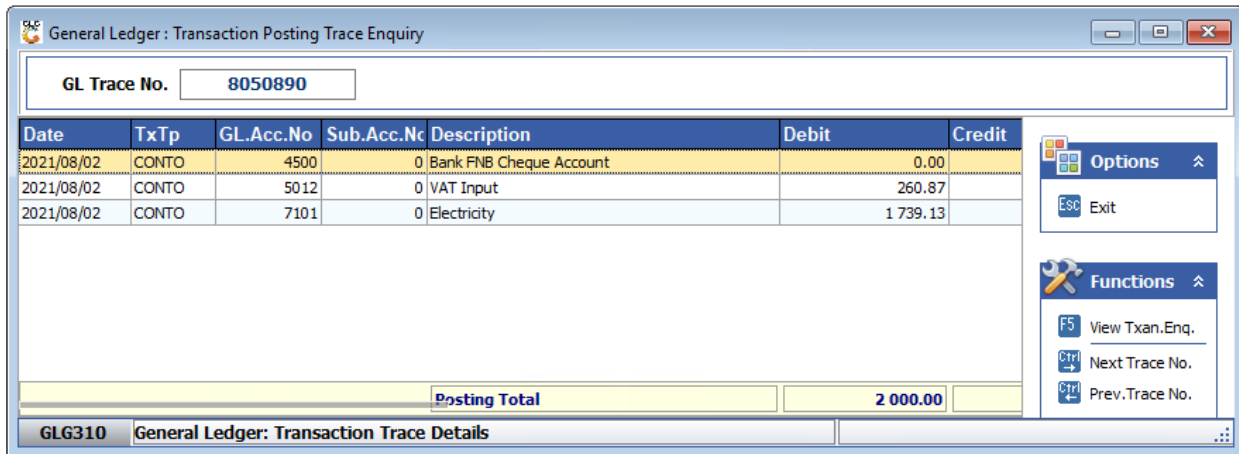 General Ledger : Transaction Posting Trace Enquiry
GL Trace No. 8050890
Date TxTp GL.Acc.No Sub.Acc.Nc Description Debit Credit
2021/08/02 CONTO 4500 0 Bank FNB Cheque Account 0.00
2021/08/02 CONTO 5012 0 VAT Input 260.87
2021/08/02 CONTO 7101 0 Electricity 1 739.13
Posting Total 2 000.00
Options
Esc Exit
Functions
F5 View Txan.Enq.
Ctrl Next Trace No.
Ctrl Prev.Trace No.
GLG310 General Ledger: Transaction Trace Details